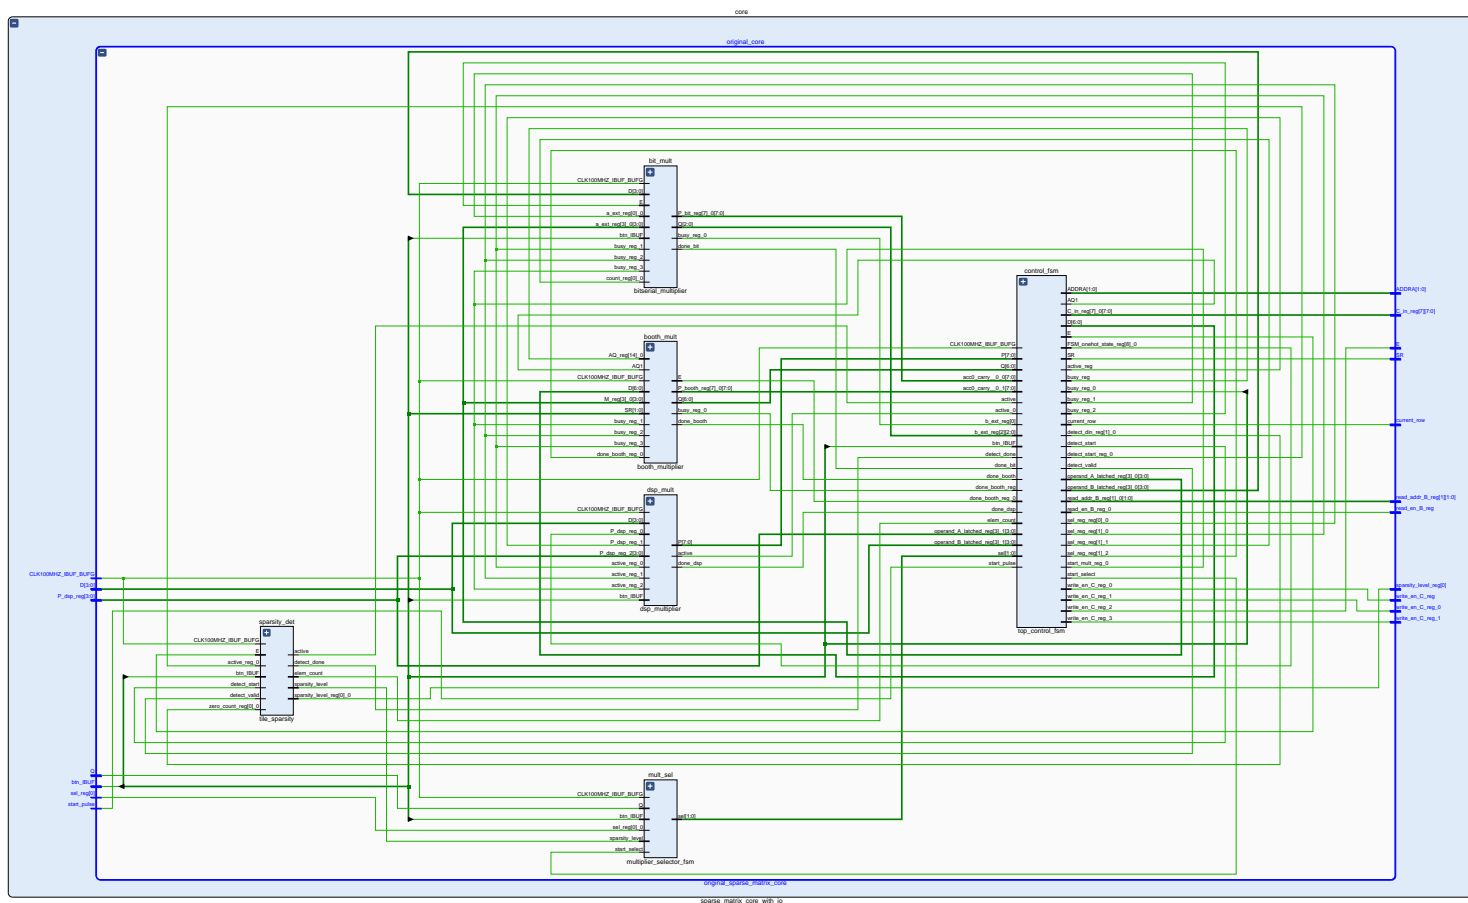 core
original_core
bit_mult
CLK100MHZ_IBUF_BUFG
D[3:0]
E
a_ext_reg[0]_0
a_ext_reg[3]_0[3:0]
btn_IBUF
busy_reg_1
busy_reg_2
busy_reg_3
count_reg[0]_0
P_bit_reg[7]_0[7:0]
Q[2:0]
busy_reg_0
done_bit
bitserial_multiplier
booth_mult
AQ_reg[14]_0
AQ1
CLK100MHZ_IBUF_BUFG
D[6:0]
M_reg[3]_0[3:0]
SR[1:0]
busy_reg_1
busy_reg_2
busy_reg_3
done_booth_reg_0
E
P_booth_reg[7]_0[7:0]
Q[6:0]
busy_reg_0
done_booth
booth_multiplier
dsp_mult
CLK100MHZ_IBUF_BUFG
D[3:0]
P_dsp_reg_0
P_dsp_reg_1
P_dsp_reg_2[3:0]
active_reg_0
active_reg_1
active_reg_2
btn_IBUF
P[7:0]
active
done_dsp
dsp_multiplier
control_fsm
CLK100MHZ_IBUF_BUFG
P[7:0]
Q[6:0]
acc0_carry__0_0[7:0]
acc0_carry__0_1[7:0]
active
active_0
b_ext_reg[0]
b_ext_reg[2][2:0]
btn_IBUF
detect_done
done_bit
done_booth
done_booth_reg
done_booth_reg_0
done_dsp
elem_count
operand_A_latched_reg[3]_1[3:0]
operand_B_latched_reg[3]_1[3:0]
sel[1:0]
start_pulse
ADDRA[1:0]
AQ1
C_in_reg[7]_0[7:0]
D[6:0]
E
FSM_onehot_state_reg[8]_0
SR
active_reg
busy_reg
busy_reg_0
busy_reg_1
busy_reg_2
current_row
detect_din_reg[1]_0
detect_start
detect_start_reg_0
detect_valid
operand_A_latched_reg[3]_0[3:0]
operand_B_latched_reg[3]_0[3:0]
read_addr_B_reg[1]_0[1:0]
read_en_B_reg_0
sel_reg_reg[0]_0
sel_reg_reg[1]_0
sel_reg_reg[1]_1
sel_reg_reg[1]_2
start_mult_reg_0
start_select
write_en_C_reg_0
write_en_C_reg_1
write_en_C_reg_2
write_en_C_reg_3
top_control_fsm
ADDRA[1:0]
C_in_reg[7][7:0]
E
SR
current_row
read_addr_B_reg[1][1:0]
read_en_B_reg
sparsity_level_reg[0]
write_en_C_reg
write_en_C_reg_0
write_en_C_reg_1
CLK100MHZ_IBUF_BUFG
D[3:0]
P_dsp_reg[3:0]
sparsity_det
CLK100MHZ_IBUF_BUFG
E
active_reg_0
btn_IBUF
detect_start
detect_valid
zero_count_reg[0]_0
active
detect_done
elem_count
sparsity_level
sparsity_level_reg[0]_0
tile_sparsity
Q
btn_IBUF
sel_reg[0]
start_pulse
mult_sel
CLK100MHZ_IBUF_BUFG
Q
btn_IBUF
sel_reg[0]_0
sparsity_level
start_select
sel[1:0]
multiplier_selector_fsm
original_sparse_matrix_core
sparse_matrix_core_with_io